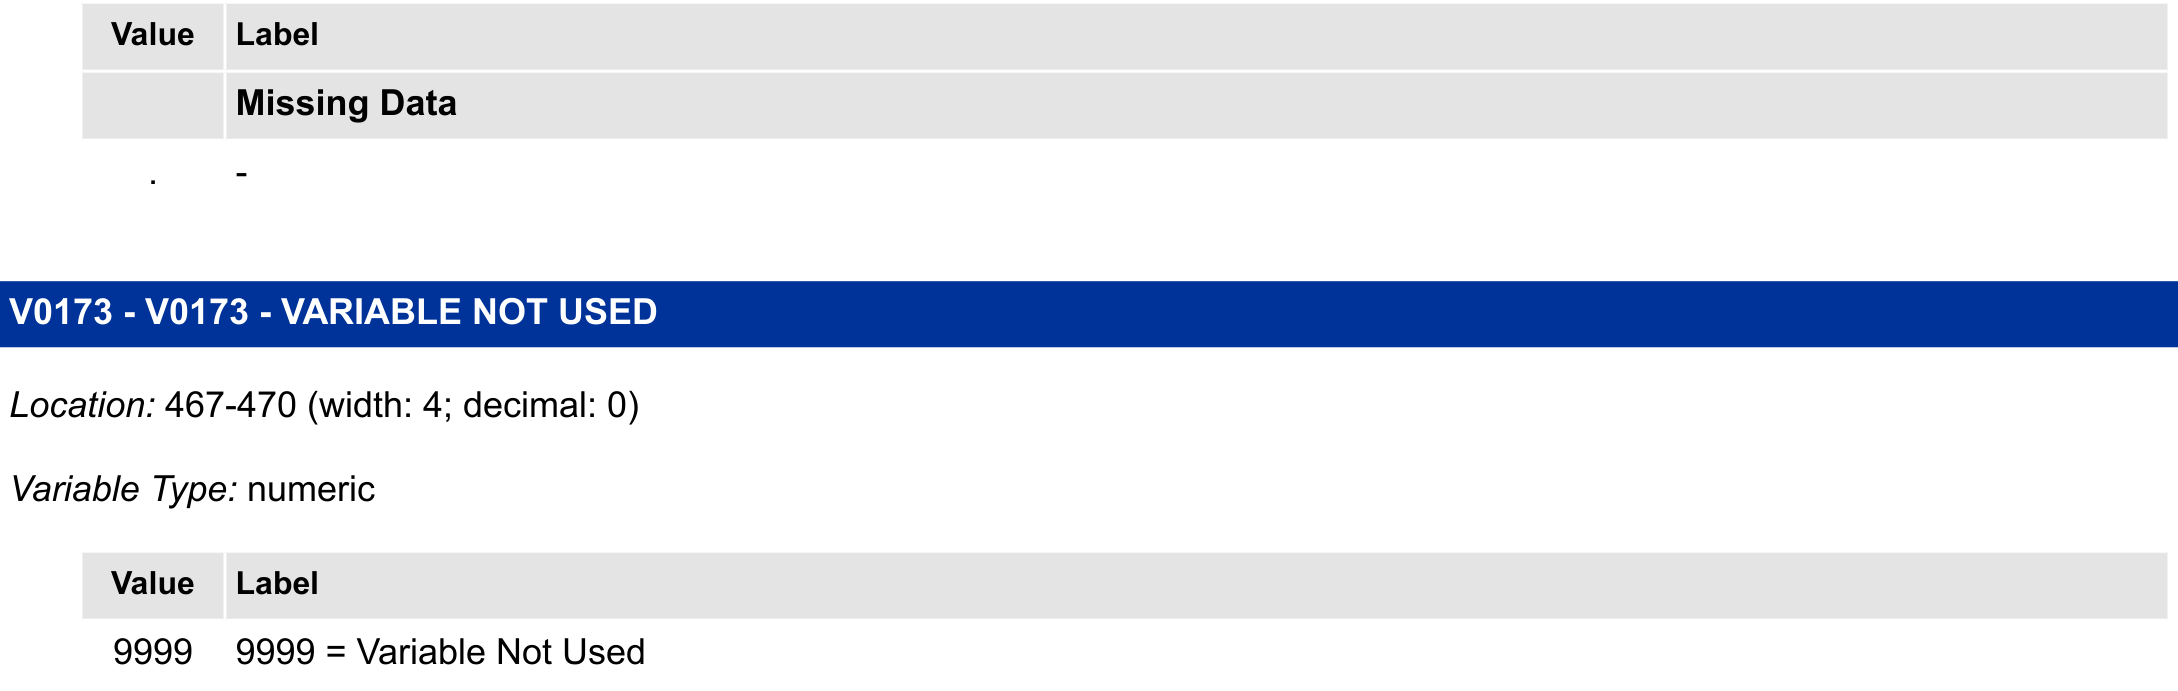 Value Label
Missing Data
. -
V0173 - V0173 - VARIABLE NOT USED
Location: 467-470 (width: 4; decimal: 0)
Variable Type: numeric
Value Label
9999 9999 = Variable Not Used